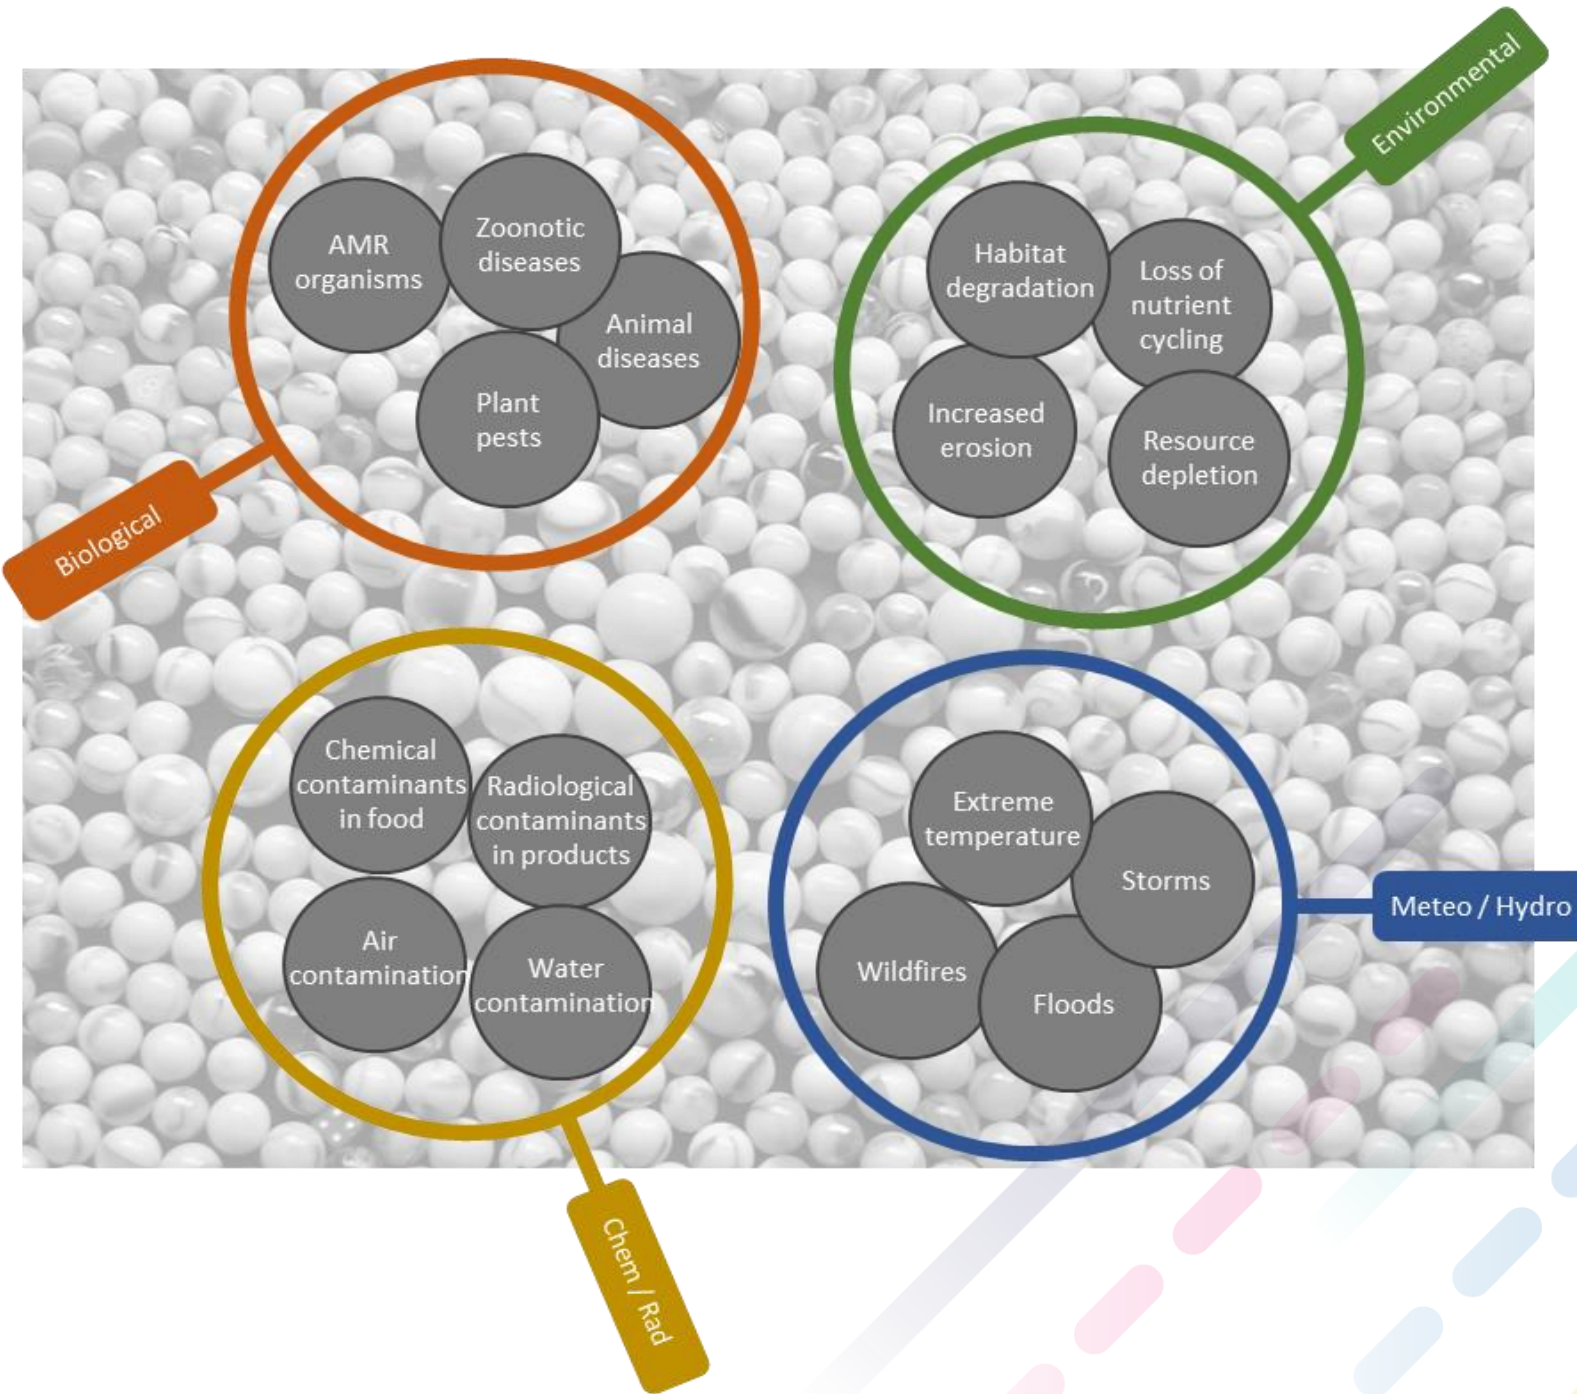 Biological
AMR
organisms
Zoonotic
diseases
Animal
diseases
Plant
pests
Environmental
Habitat
degradation
Loss of
nutrient
cycling
Increased
erosion
Resource
depletion
Chem / Rad
Chemical
contaminants
in food
Radiological
contaminants
in products
Air
contamination
Water
contamination
Meteo / Hydro
Extreme
temperature
Storms
Wildfires
Floods